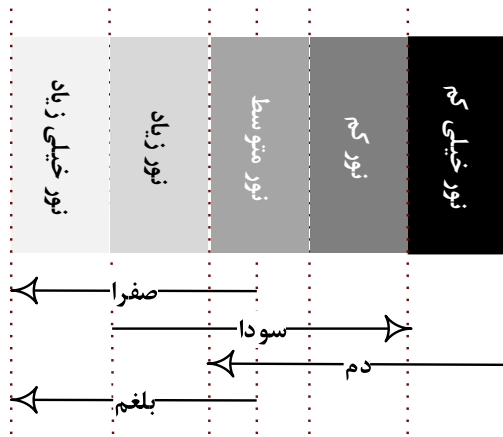 نور خیلی کم
نور کم
نور متوسط
نور زیاد
نور خیلی زیاد
صفرا
سودا
دم
بلغم